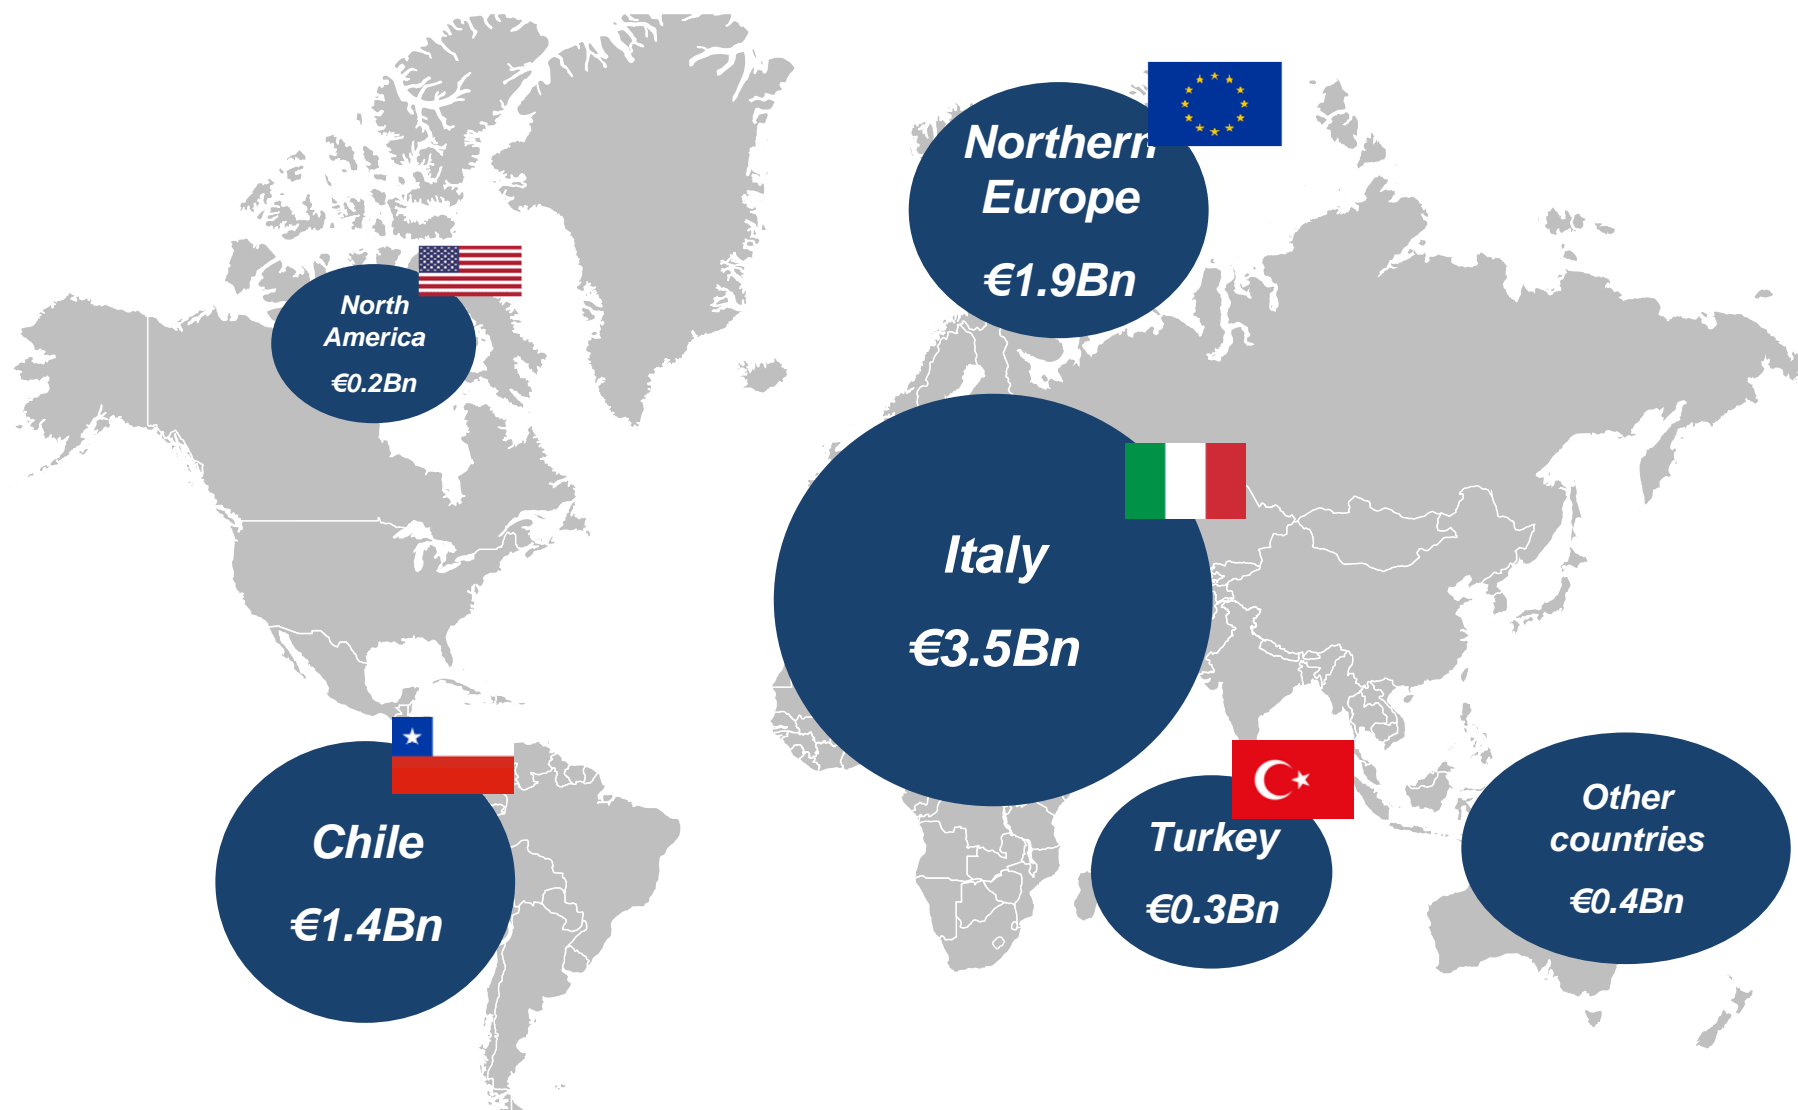 Northern
Europe
€1.9Bn
North
America
€0.2Bn
Italy
€3.5Bn
Chile
€1.4Bn
Turkey
€0.3Bn
Other
countries
€0.4Bn